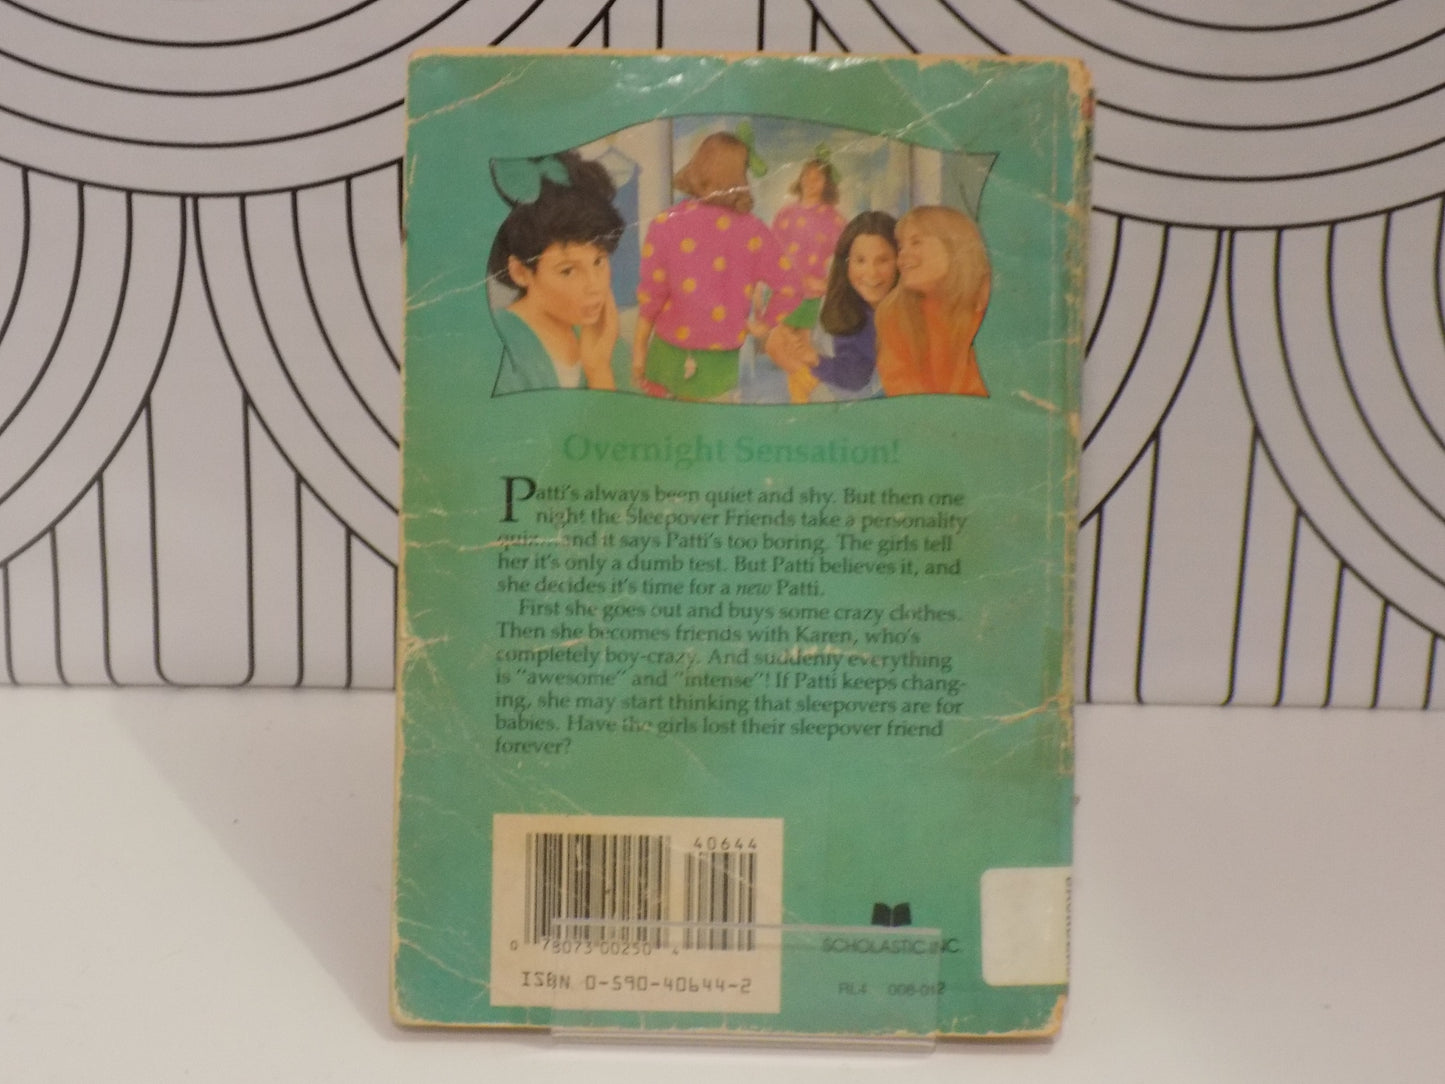 Overnight Sensation!
Patti's always been quiet and shy. But then one
night the Sleepover Friends take a personality
quiz... and it says Patti's too boring. The girls tell
her it's only a dumb test. But Patti believes it, and
she decides it's time for a new Patti.
First she goes out and buys some crazy clothes.
Then she becomes friends with Karen, who's
completely boy-crazy. And suddenly everything
is "awesome" and "intense"! If Patti keeps chang-
ing, she may start thinking that sleepovers are for
babies. Have the girls lost their sleepover friend
forever?
40644
0 78073 00250 4
ISBN 0-590-40644-2
SCHOLASTIC INC.
RL4 008-012